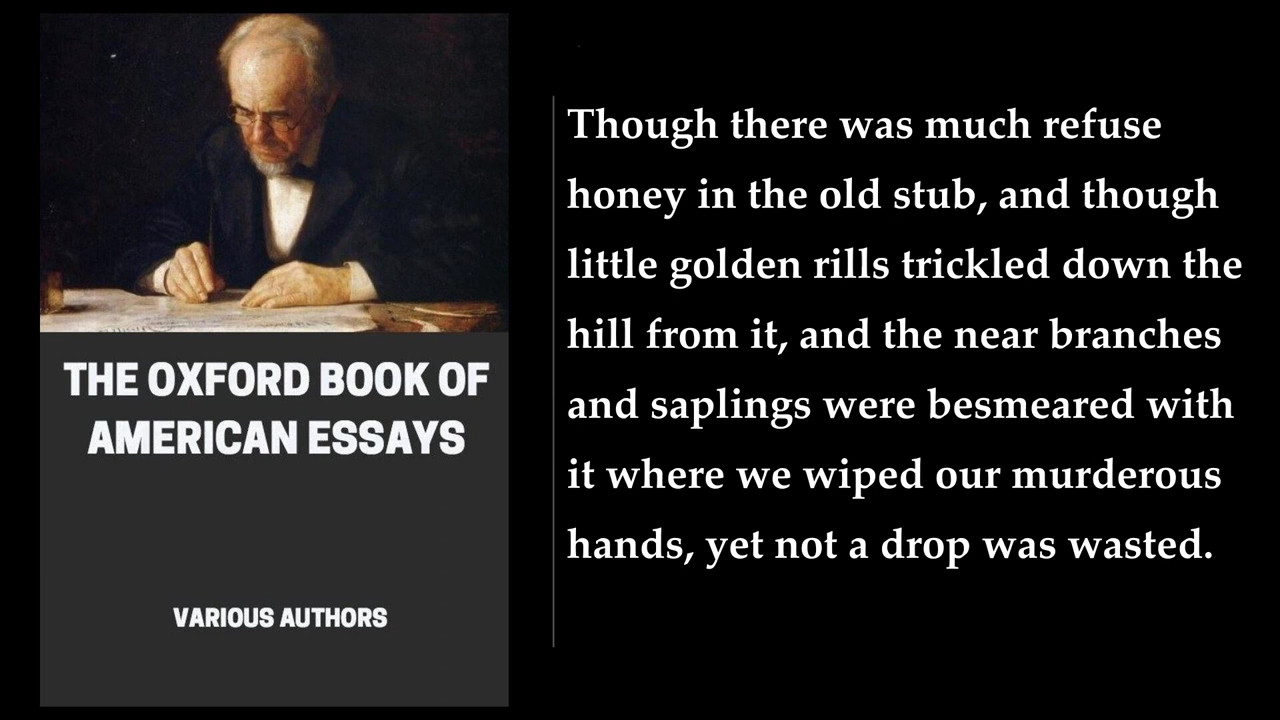 THE OXFORD BOOK OF
AMERICAN ESSAYS
VARIOUS AUTHORS
Though there was much refuse
honey in the old stub, and though
little golden rills trickled down the
hill from it, and the near branches
and saplings were besmeared with
it where we wiped our murderous
hands, yet not a drop was wasted.